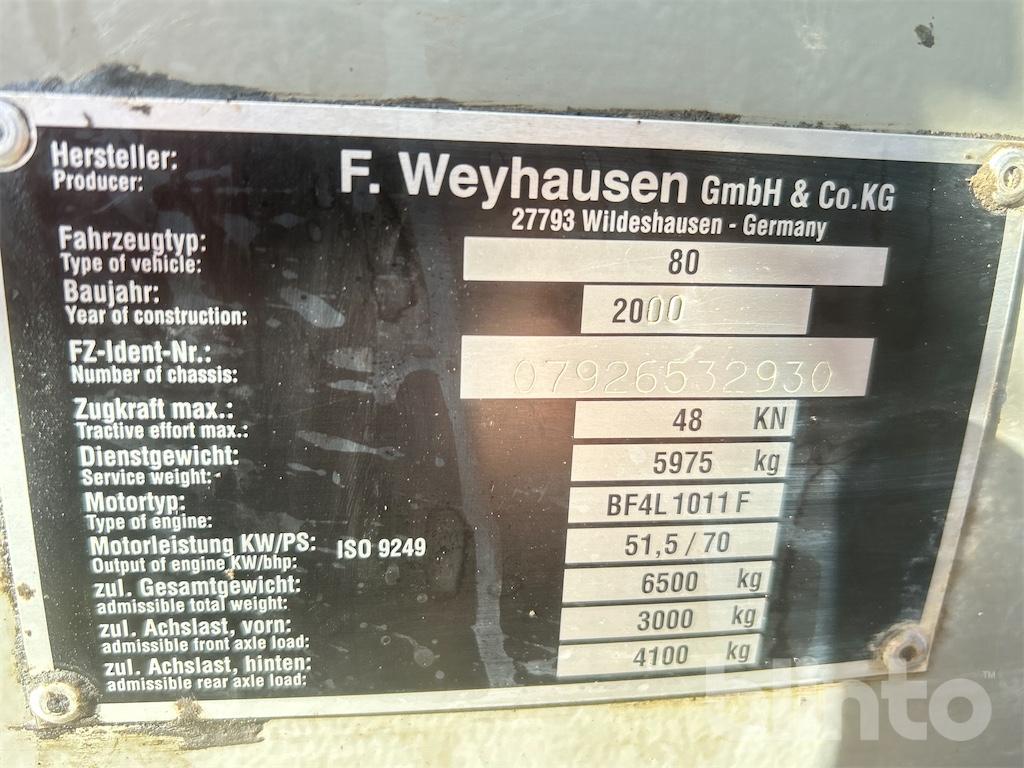 Hersteller:
Producer:
F. Weyhausen GmbH & Co.KG
27793 Wildeshausen - Germany
Fahrzeugtyp:
Type of vehicle:
80
Baujahr:
Year of construction:
2000
FZ-Ident-Nr.:
Number of chassis:
07926532930
Zugkraft max.:
Tractive effort max.:
48 KN
Dienstgewicht:
Service weight:
5975 kg
Motortyp:
Type of engine:
BF4L1011F
Motorleistung KW/PS: ISO 9249
Output of engine KW/bhp:
51,5 / 70
zul. Gesamtgewicht:
admissible total weight:
6500 kg
zul. Achslast, vorn:
admissible front axle load:
3000 kg
zul. Achslast, hinten:
admissible rear axle load:
4100 kg
blinto™